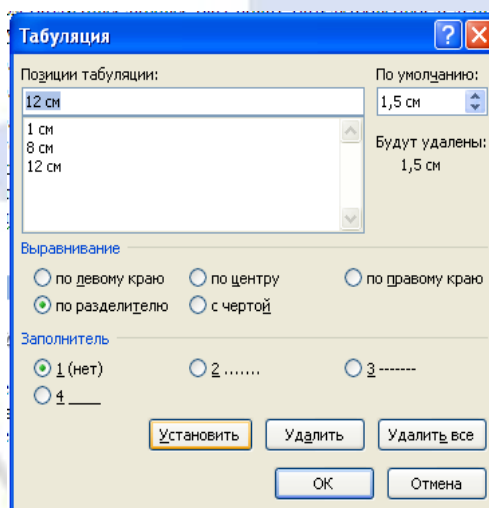 Табуляция
Позиции табуляции:
По умолчанию:
12 см
1,5 см
1 см
8 см
12 см
Будут удалены:
1,5 см
Выравнивание
по левому краю
по центру
по правому краю
по разделителю
с чертой
Заполнитель
1 (нет)
2 .......
3 -------
4 ____
Установить
Удалить
Удалить все
ОК
Отмена